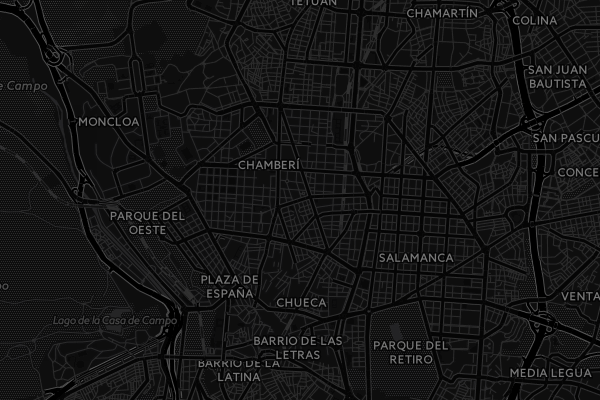 TETUÁN
CHAMARTÍN
COLINA
SAN JUAN
BAUTISTA
e Campo
MONCLOA
SAN PASCU
CHAMBERÍ
CONCE
PARQUE DEL
OESTE
SALAMANCA
PLAZA DE
ESPAÑA
CHUECA
VENTA
Lago de la Casa de Campo
BARRIO DE LAS
LETRAS
PARQUE DEL
RETIRO
BARRIO DE LA
LATINA
MEDIA LEGUA